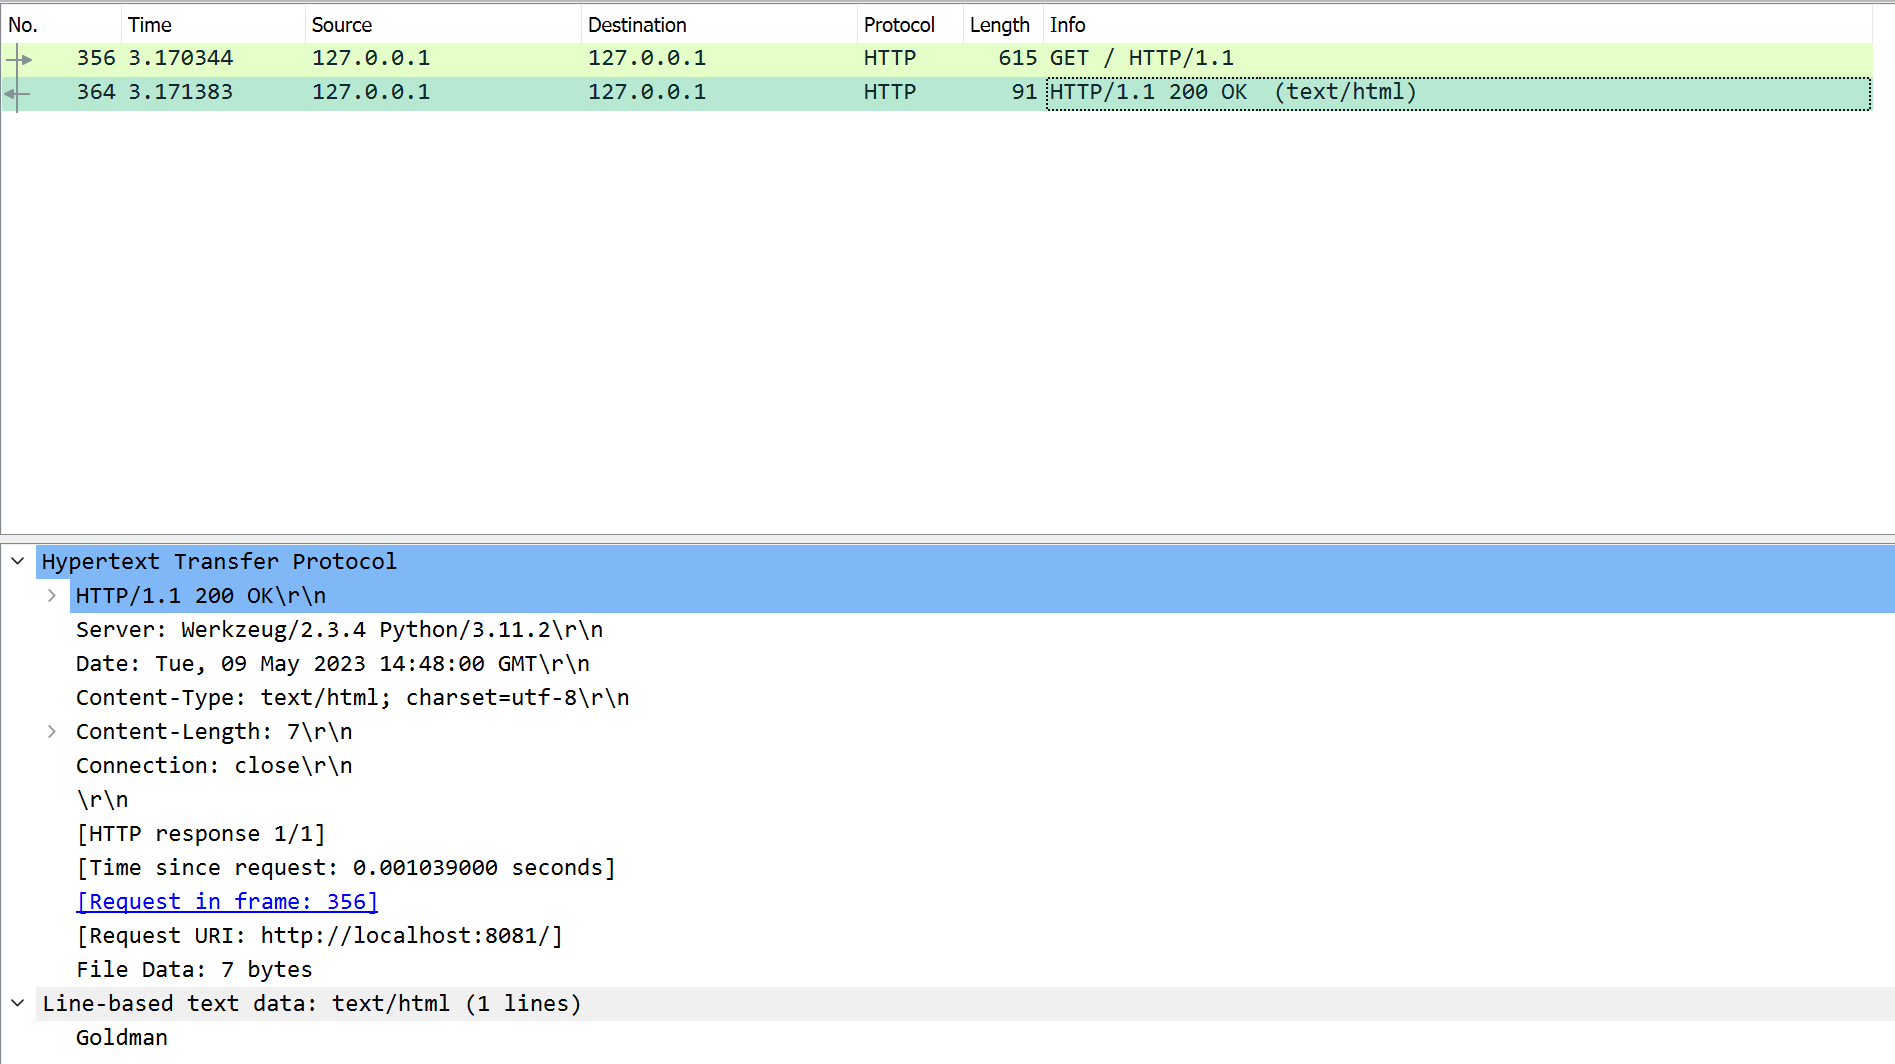 No. Time Source Destination Protocol Length Info
356 3.170344 127.0.0.1 127.0.0.1 HTTP 615 GET / HTTP/1.1
364 3.171383 127.0.0.1 127.0.0.1 HTTP 91 HTTP/1.1 200 OK  (text/html)
Hypertext Transfer Protocol
HTTP/1.1 200 OK\r\n
Server: Werkzeug/2.3.4 Python/3.11.2\r\n
Date: Tue, 09 May 2023 14:48:00 GMT\r\n
Content-Type: text/html; charset=utf-8\r\n
Content-Length: 7\r\n
Connection: close\r\n
\r\n
[HTTP response 1/1]
[Time since request: 0.001039000 seconds]
[Request in frame: 356]
[Request URI: http://localhost:8081/]
File Data: 7 bytes
Line-based text data: text/html (1 lines)
Goldman